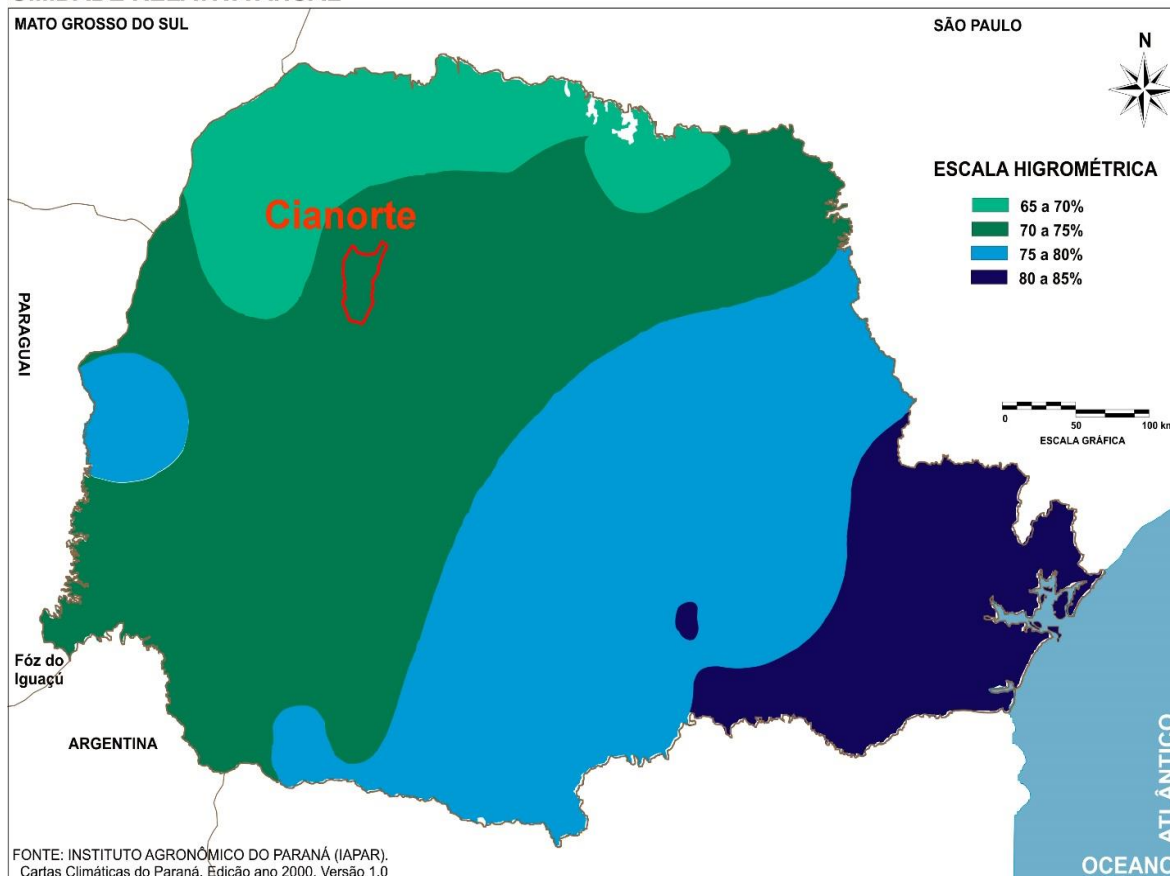 MATO GROSSO DO SUL
SÃO PAULO
N
Cianorte
ESCALA HIGROMÉTRICA
65 a 70%
70 a 75%
75 a 80%
80 a 85%
PARAGUAI
0 50 100 km
ESCALA GRÁFICA
Fóz do
Iguaçú
ARGENTINA
OCEANO
ATLÂNTICO
FONTE: INSTITUTO AGRONÔMICO DO PARANÁ (IAPAR).
Cartas Climáticas do Paraná. Edição ano 2000. Versão 1.0